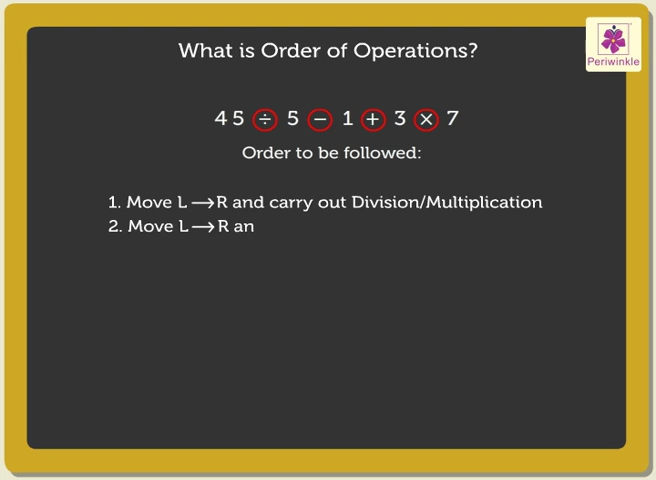 What is Order of Operations?
Periwinkle
45 ÷ 5 − 1 + 3 × 7
Order to be followed:
1. Move L⟶R and carry out Division/Multiplication
2. Move L⟶R an